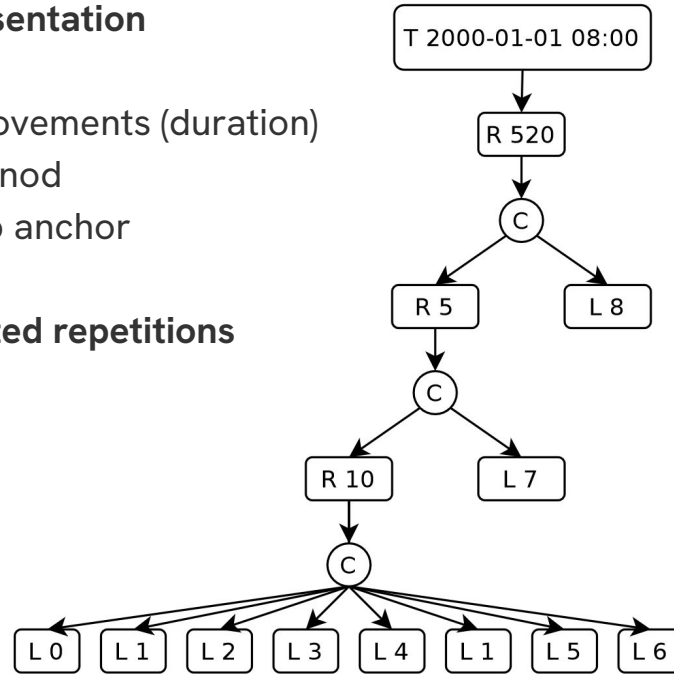 sentation
ovements (duration)
nod
o anchor
ted repetitions
T 2000-01-01 08:00
R 520
C
R 5
L 8
C
R 10
L 7
C
L 0
L 1
L 2
L 3
L 4
L 1
L 5
L 6